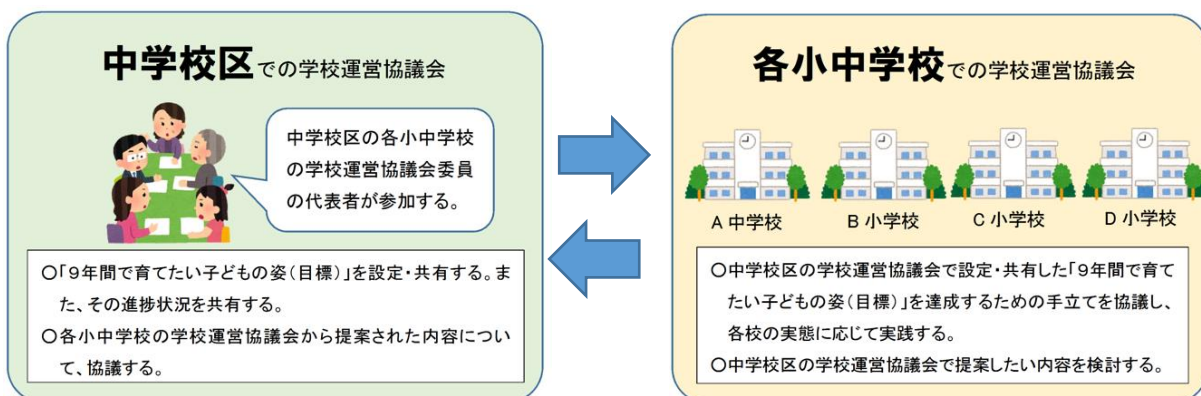 中学校区での学校運営協議会
中学校区の各小中学校
の学校運営協議会委員
の代表者が参加する。
○「9年間で育てたい子どもの姿(目標)」を設定・共有する。ま
た、その進捗状況を共有する。
○各小中学校の学校運営協議会から提案された内容につい
て、協議する。
各小中学校での学校運営協議会
A 中学校
B 小学校
C 小学校
D 小学校
○中学校区の学校運営協議会で設定・共有した「9年間で育て
たい子どもの姿(目標)」を達成するための手立てを協議し、
各校の実態に応じて実践する。
○中学校区の学校運営協議会で提案したい内容を検討する。